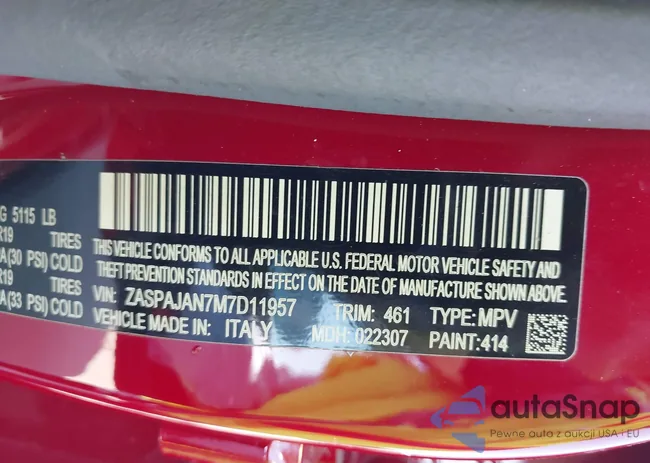 G 5115 LB
R19 TIRES
A(30 PSI) COLD
R19 TIRES
A(33 PSI) COLD
THIS VEHICLE CONFORMS TO ALL APPLICABLE U.S. FEDERAL MOTOR VEHICLE SAFETY AND
THEFT PREVENTION STANDARDS IN EFFECT ON THE DATE OF MANUFACTURE SHOWN ABOVE.
VIN: ZASPAJAN7M7D11957 TRIM: 461 TYPE: MPV
VEHICLE MADE IN: ITALY MDH: 022307 PAINT: 414
autaSnap
Pewne auta z aukcji USA i EU